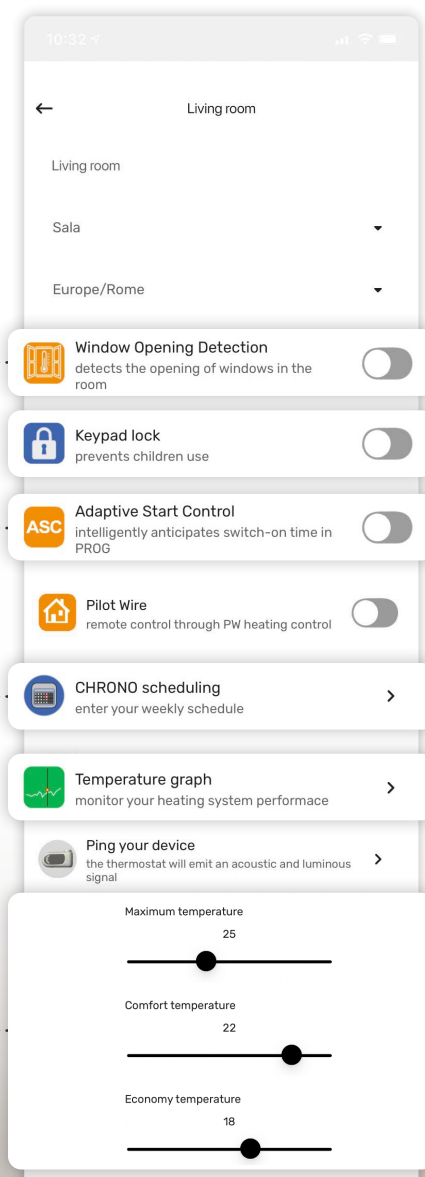 10:32
Living room
Living room
Sala
Europe/Rome
Window Opening Detection
detects the opening of windows in the
room
Keypad lock
prevents children use
ASC
Adaptive Start Control
intelligently anticipates switch-on time in
PROG
Pilot Wire
remote control through PW heating control
CHRONO scheduling
enter your weekly schedule
Temperature graph
monitor your heating system performace
Ping your device
the thermostat will emit an acoustic and luminous
signal
Maximum temperature
25
Comfort temperature
22
Economy temperature
18